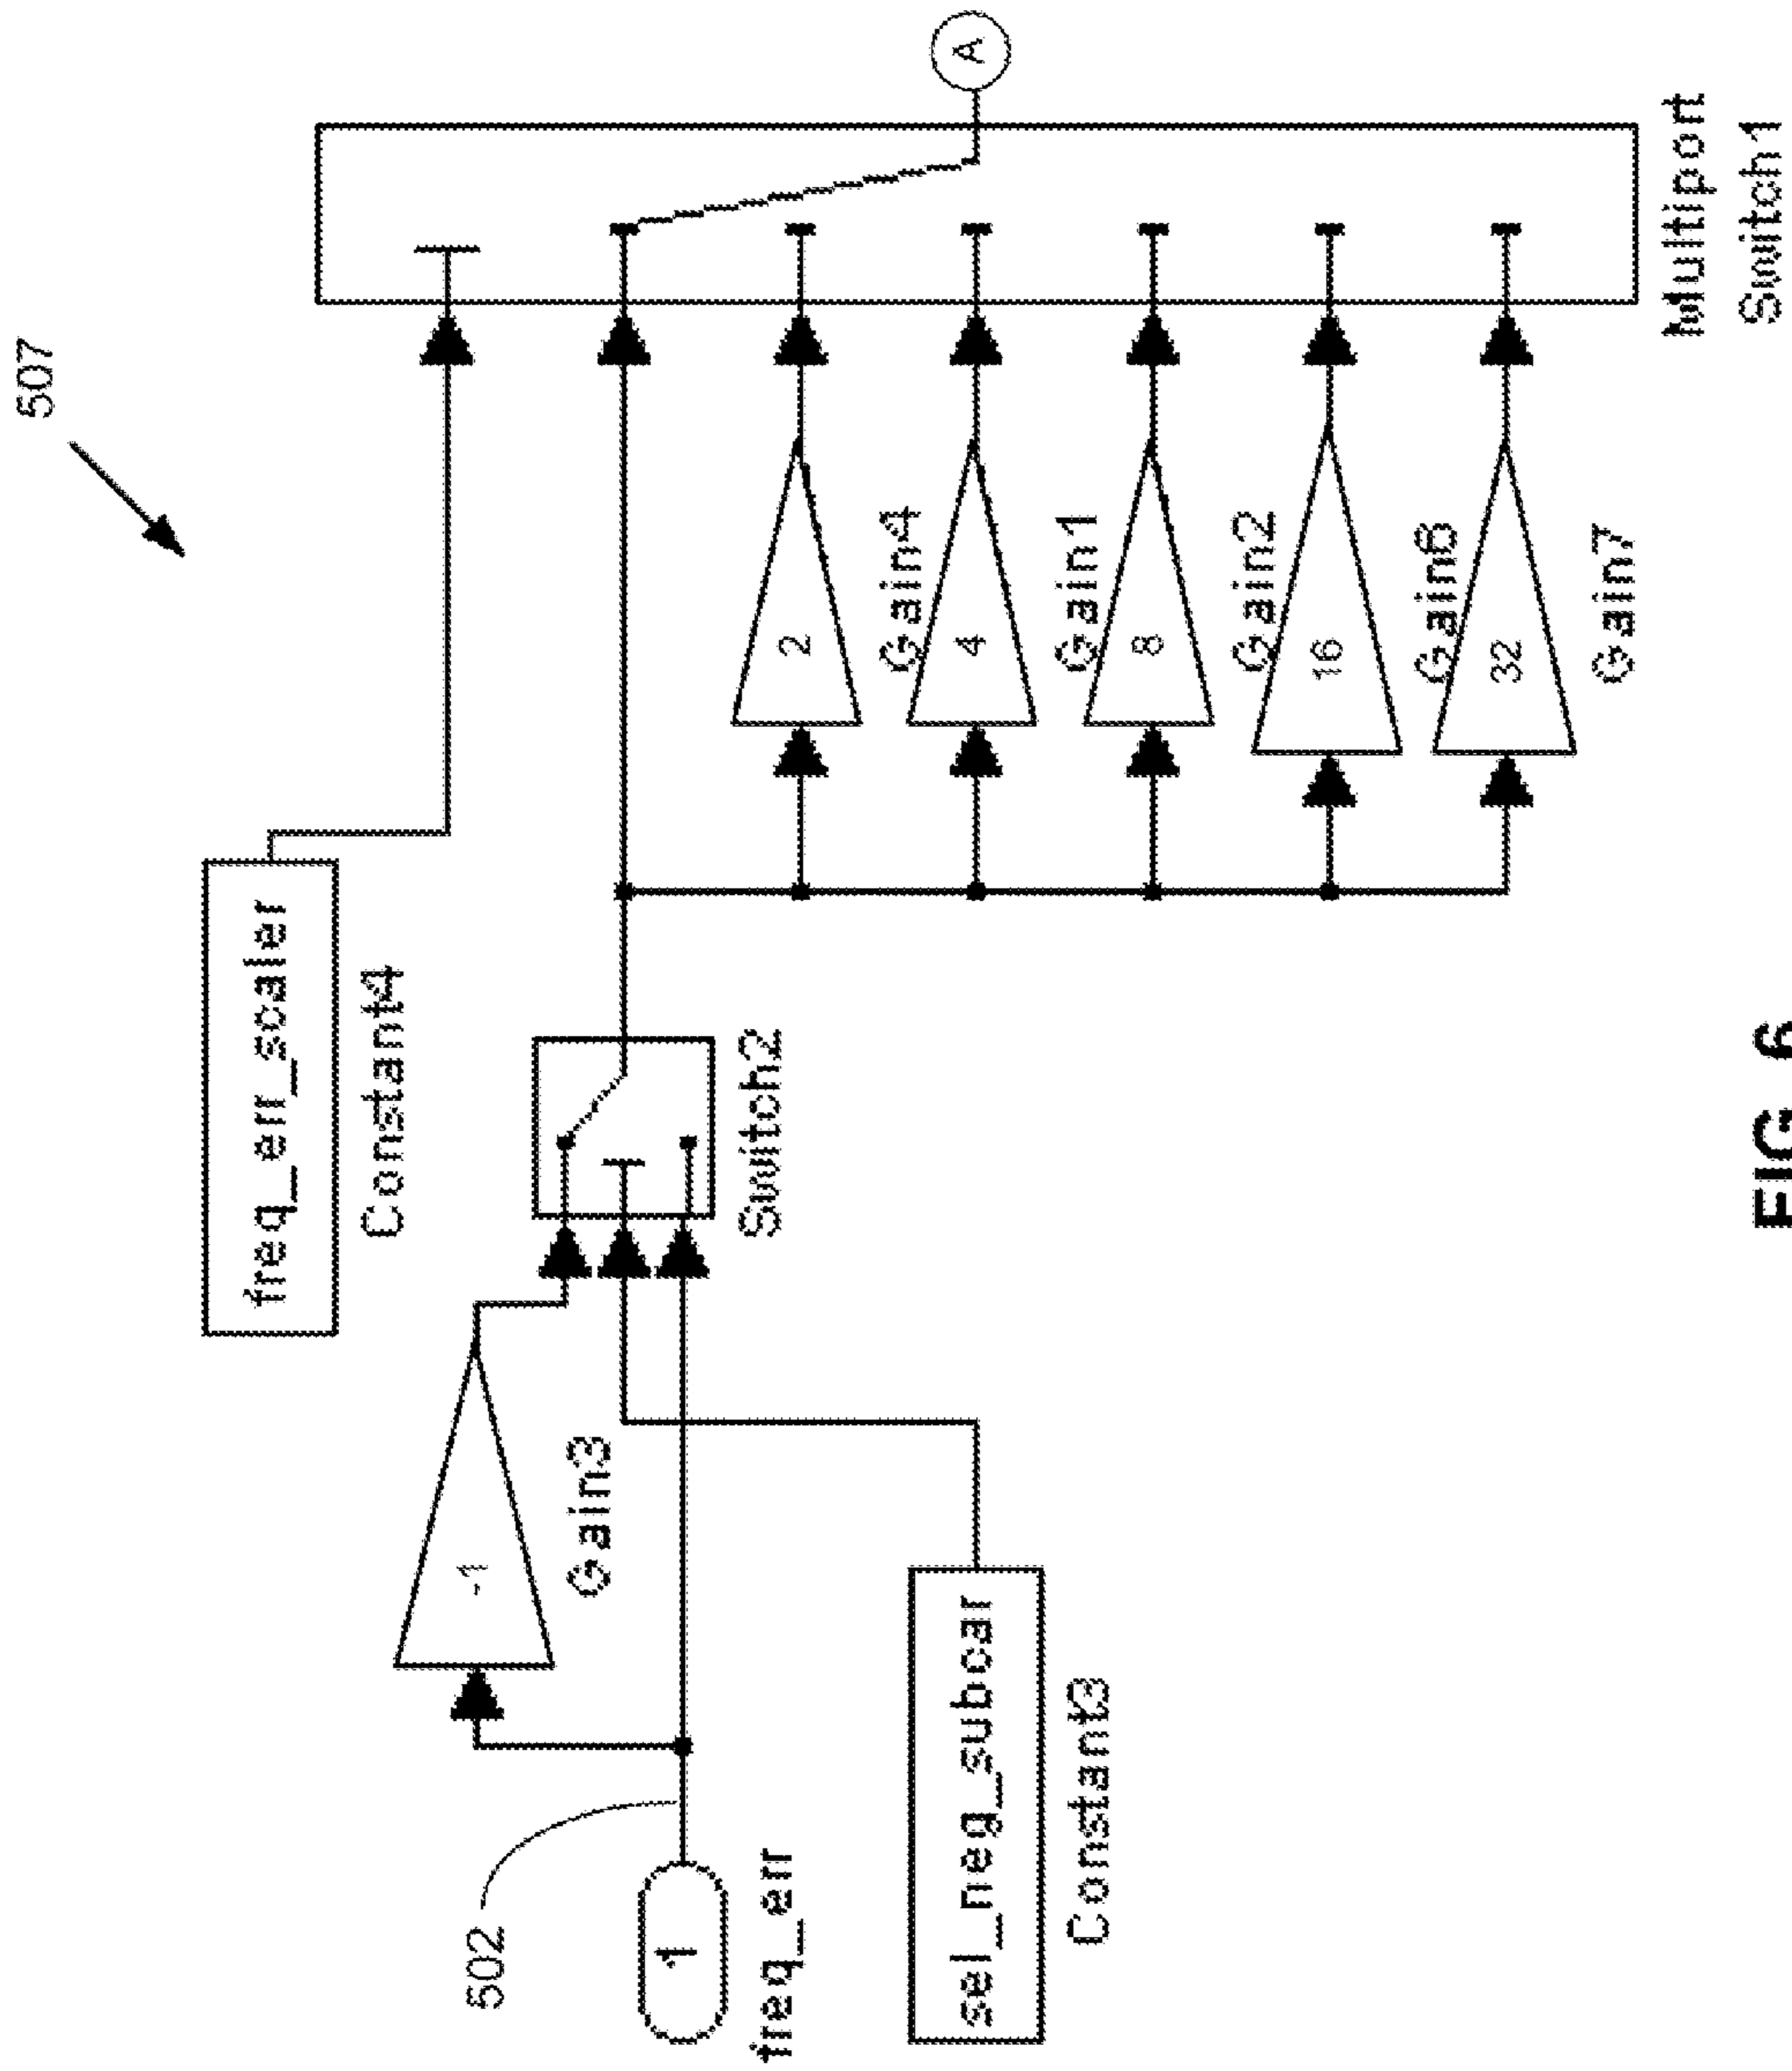 507
freq_err_scaler
Constant4
A
-1
Gain3
Switch2
502
1
freq_err
sel_neg_subcar
Constant3
2
Gain4
4
Gain1
8
Gain2
16
Gain6
32
Gain7
Multiport
Switch1
FIG 6